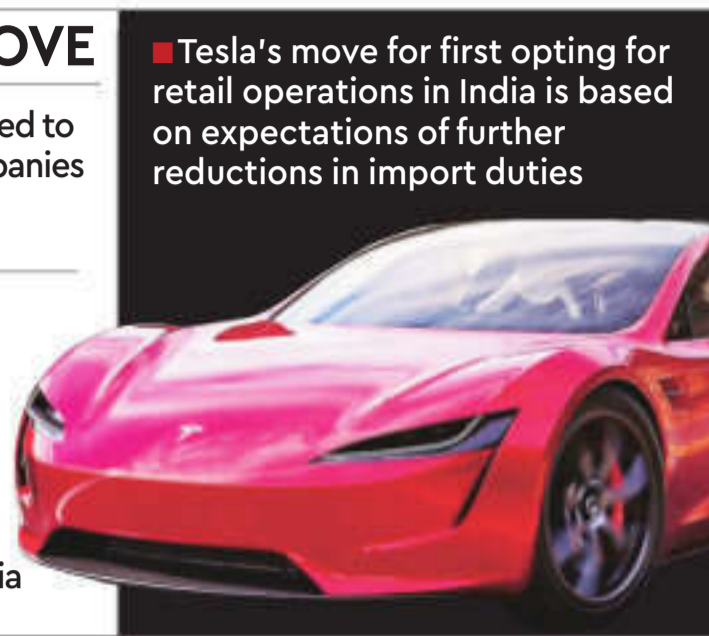 OVE
ed to
panies
ia
Tesla's move for first opting for
retail operations in India is based
on expectations of further
reductions in import duties